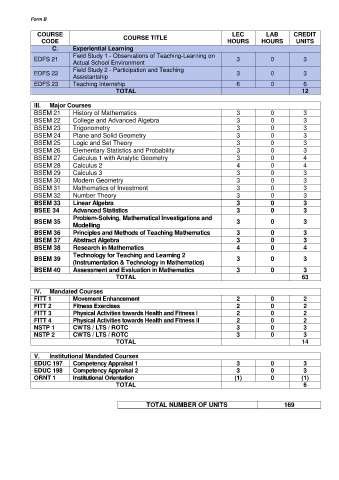 Form B
COURSE CODE COURSE TITLE LEC HOURS LAB HOURS CREDIT UNITS
C. Experiential Learning
EDFS 21 Field Study 1 - Observations of Teaching-Learning on Actual School Environment 3 0 3
EDFS 22 Field Study 2 - Participation and Teaching Assistantship 3 0 3
EDFS 23 Teaching Internship 6 0 6
TOTAL 12
III. Major Courses
BSEM 21 History of Mathematics 3 0 3
BSEM 22 College and Advanced Algebra 3 0 3
BSEM 23 Trigonometry 3 0 3
BSEM 24 Plane and Solid Geometry 3 0 3
BSEM 25 Logic and Set Theory 3 0 3
BSEM 26 Elementary Statistics and Probability 3 0 3
BSEM 27 Calculus 1 with Analytic Geometry 3 0 4
BSEM 28 Calculus 2 4 0 4
BSEM 29 Calculus 3 3 0 3
BSEM 30 Modern Geometry 3 0 3
BSEM 31 Mathematics of Investment 3 0 3
BSEM 32 Number Theory 3 0 3
BSEM 33 Linear Algebra 3 0 3
BSEE 34 Advanced Statistics 3 0 3
BSEM 35 Problem-Solving, Mathematical Investigations and Modelling 3 0 3
BSEM 36 Principles and Methods of Teaching Mathematics 3 0 3
BSEM 37 Abstract Algebra 3 0 3
BSEM 38 Research in Mathematics 4 0 4
BSEM 39 Technology for Teaching and Learning 2 (Instrumentation & Technology in Mathematics) 3 0 3
BSEM 40 Assessment and Evaluation in Mathematics 3 0 3
TOTAL 63
IV. Mandated Courses
FITT 1 Movement Enhancement 2 0 2
FITT 2 Fitness Exercises 2 0 2
FITT 3 Physical Activities towards Health and Fitness I 2 0 2
FITT 4 Physical Activities towards Health and Fitness II 2 0 2
NSTP 1 CWTS / LTS / ROTC 3 0 3
NSTP 2 CWTS / LTS / ROTC 3 0 3
TOTAL 14
V. Institutional Mandated Courses
EDUC 197 Competency Appraisal 1 3 0 3
EDUC 198 Competency Appraisal 2 3 0 3
ORNT 1 Institutional Orientation (1) 0 (1)
TOTAL 6
TOTAL NUMBER OF UNITS 169